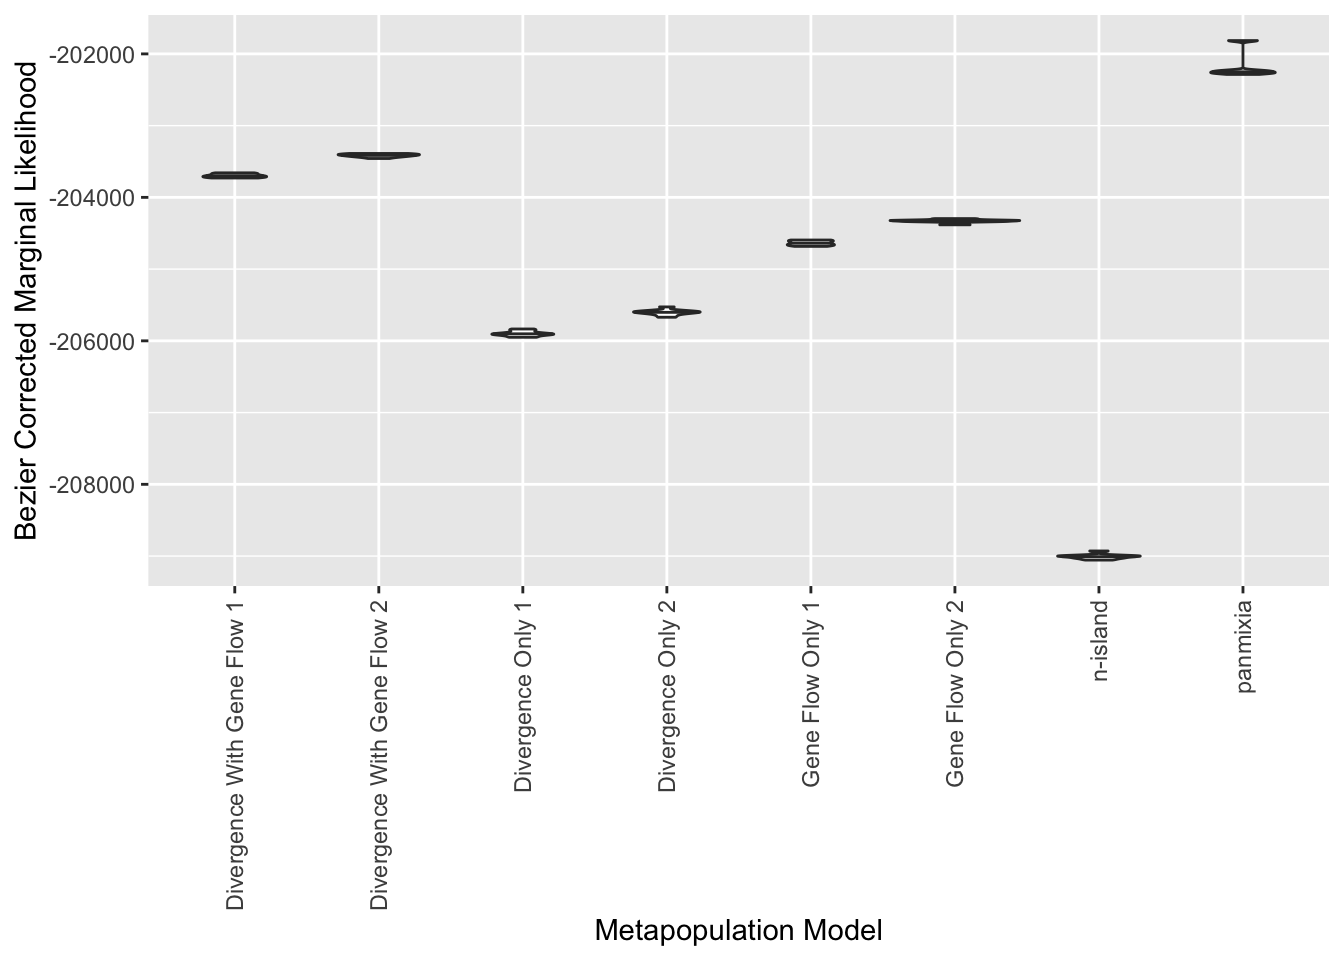 Bezier Corrected Marginal Likelihood
-202000
-204000
-206000
-208000
Divergence With Gene Flow 1
Divergence With Gene Flow 2
Divergence Only 1
Divergence Only 2
Gene Flow Only 1
Gene Flow Only 2
n-island
panmixia
Metapopulation Model